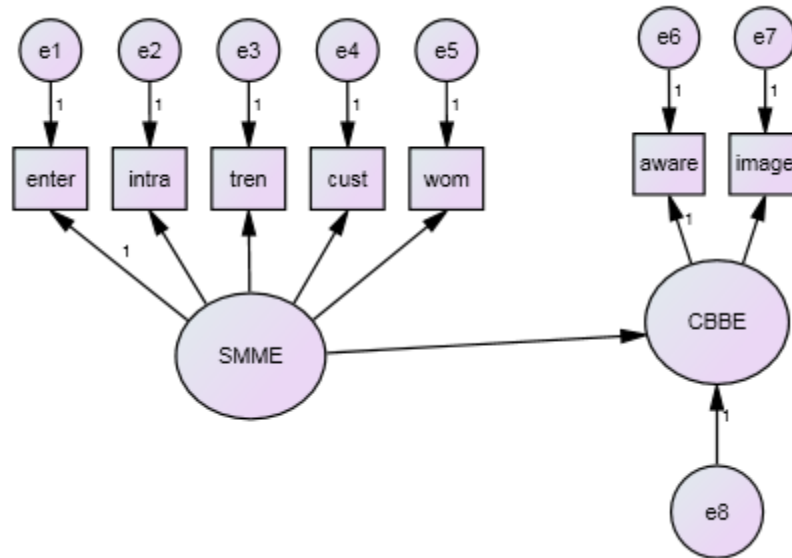 e1 e2 e3 e4 e5 e6 e7
1 1 1 1 1 1 1
enter intra tren cust wom aware image
1 1
SMME CBBE
1
e8